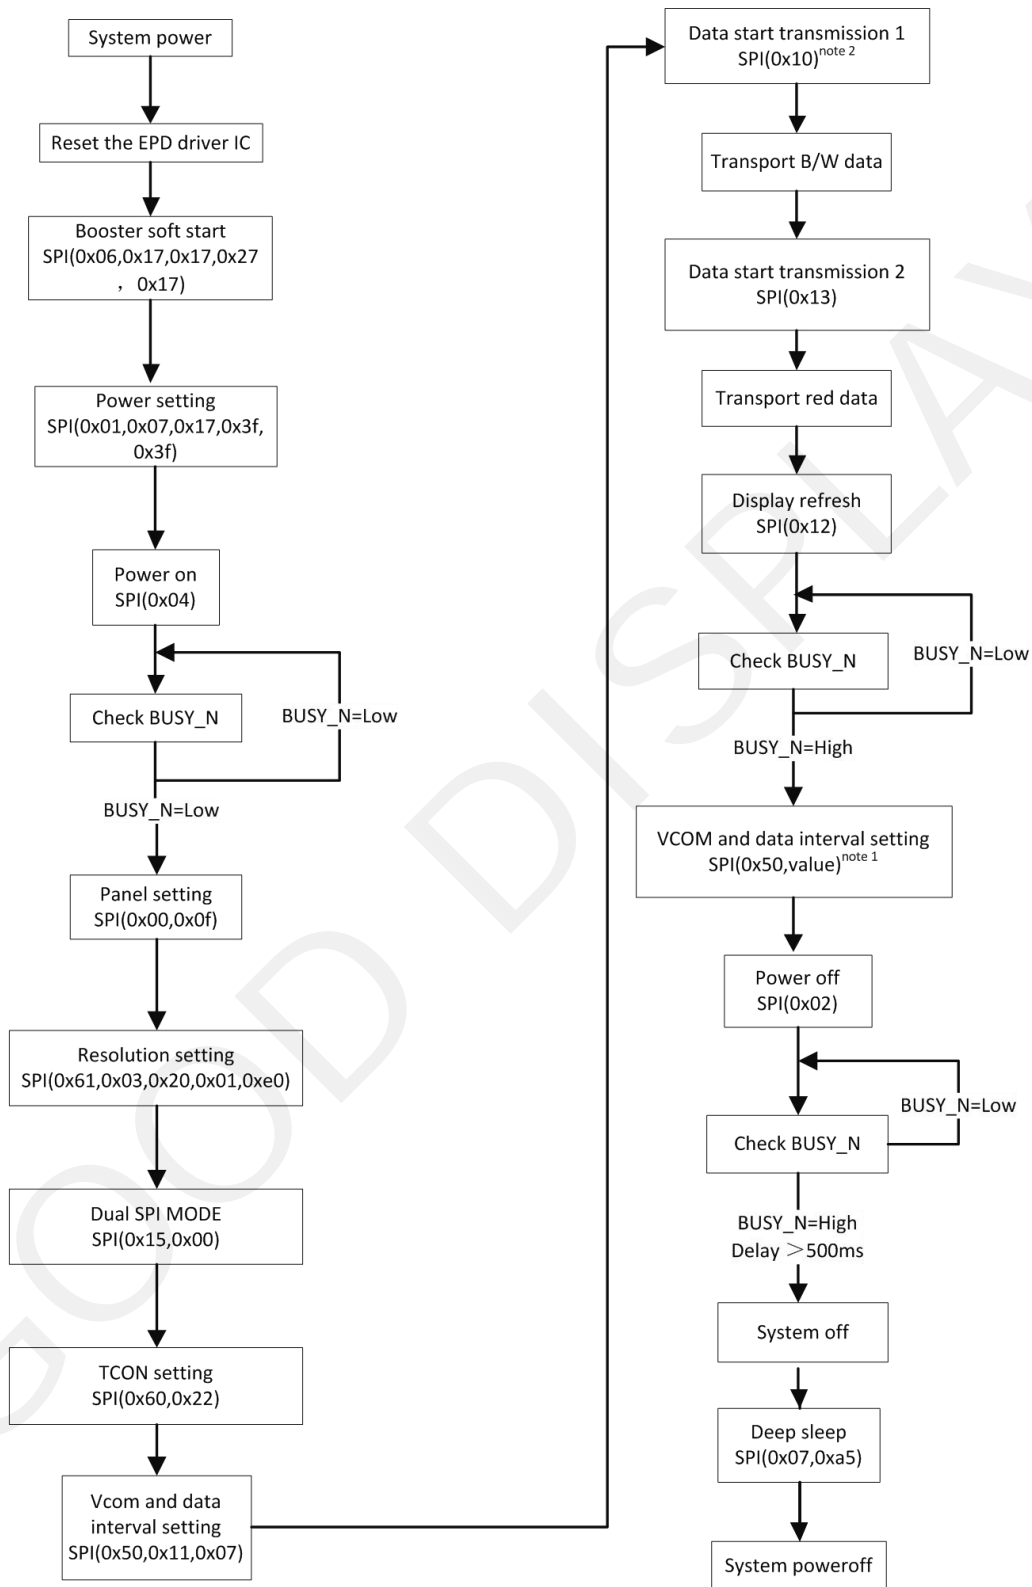 System power
Reset the EPD driver IC
Booster soft start
SPI(0x06,0x17,0x17,0x27
， 0x17)
Power setting
SPI(0x01,0x07,0x17,0x3f,
0x3f)
Power on
SPI(0x04)
Check BUSY_N
BUSY_N=Low
BUSY_N=Low
Panel setting
SPI(0x00,0x0f)
Resolution setting
SPI(0x61,0x03,0x20,0x01,0xe0)
Dual SPI MODE
SPI(0x15,0x00)
TCON setting
SPI(0x60,0x22)
Vcom and data
interval setting
SPI(0x50,0x11,0x07)
Data start transmission 1
SPI(0x10)note 2
Transport B/W data
Data start transmission 2
SPI(0x13)
Transport red data
Display refresh
SPI(0x12)
Check BUSY_N
BUSY_N=Low
BUSY_N=High
VCOM and data interval setting
SPI(0x50,value)note 1
Power off
SPI(0x02)
BUSY_N=Low
Check BUSY_N
BUSY_N=High
Delay ＞500ms
System off
Deep sleep
SPI(0x07,0xa5)
System poweroff
GOOD DISPLAY